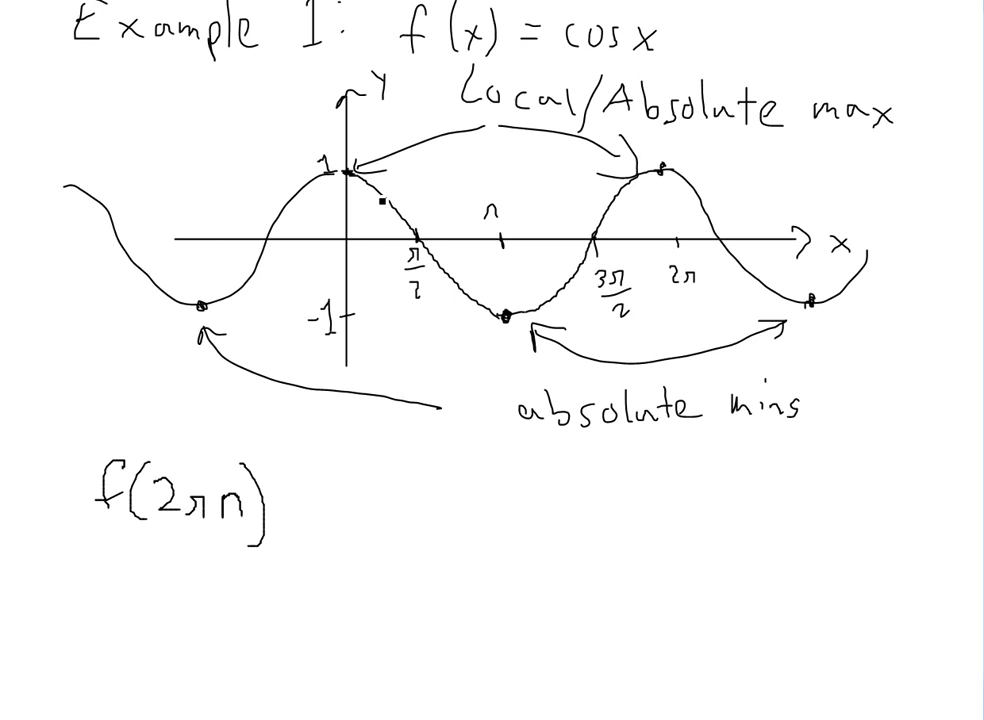 Example 1: f(x) = cos x
y
Local/Absolute max
1
π
x
π/2
3π/2
2π
-1
absolute mins
f(2πn)